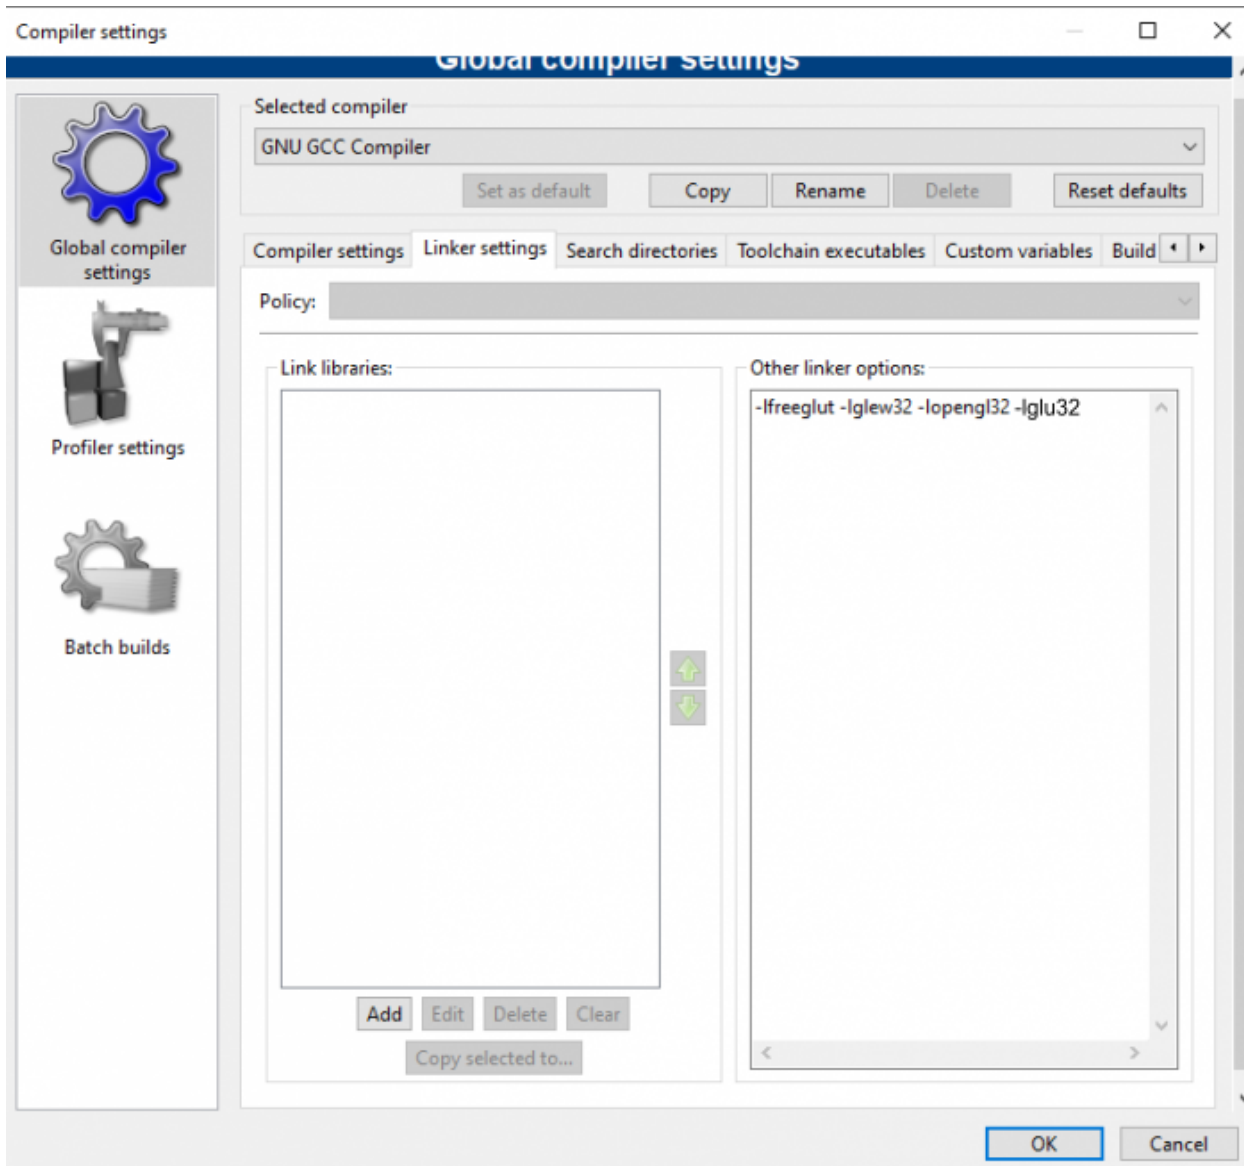 Compiler settings
Global compiler settings
Selected compiler
GNU GCC Compiler
Set as default Copy Rename Delete Reset defaults
Global compiler
settings
Compiler settings Linker settings Search directories Toolchain executables Custom variables Build
Policy:
Link libraries:
Other linker options:
-lfreeglut -lglew32 -lopengl32 -lglu32
Profiler settings
Batch builds
Add Edit Delete Clear
Copy selected to...
OK Cancel